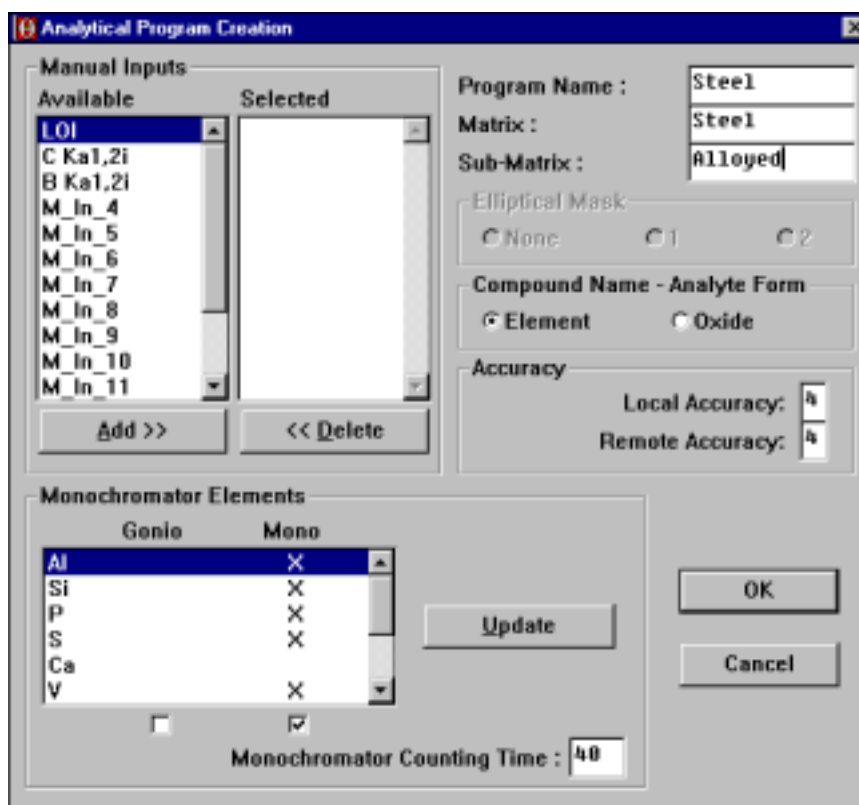 Analytical Program Creation
Manual Inputs
Available Selected
LOI
C Ka1,2i
B Ka1,2i
M_In_4
M_In_5
M_In_6
M_In_7
M_In_8
M_In_9
M_In_10
M_In_11
Add >> << Delete
Program Name : Steel
Matrix : Steel
Sub-Matrix : Alloyed
Elliptical Mask
None 1 2
Compound Name - Analyte Form
Element Oxide
Accuracy
Local Accuracy: 4
Remote Accuracy: 4
Monochromator Elements
Gonio Mono
Al X
Si X
P X
S X
Ca
V X
Update
Monochromator Counting Time : 40
OK
Cancel